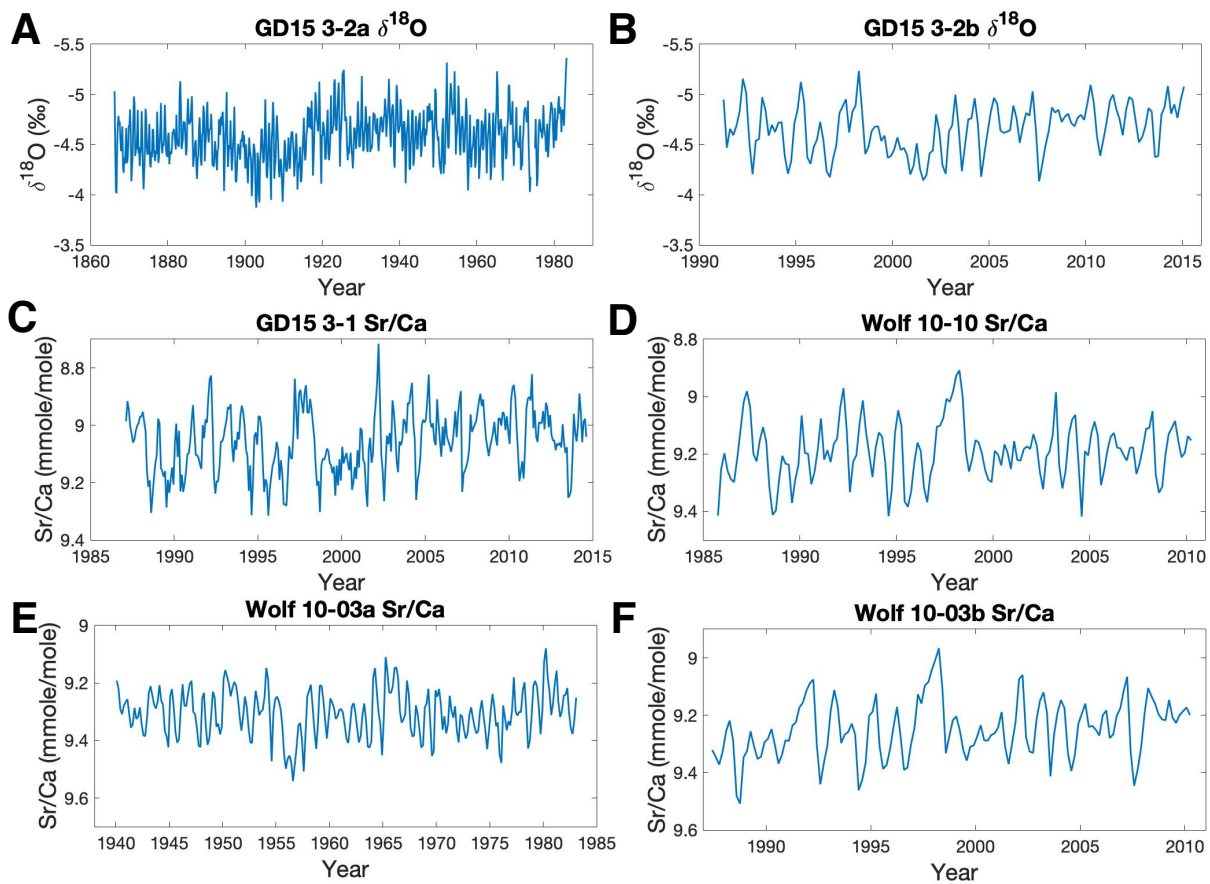 A
GD15 3-2a δ18O
δ18O (‰)
-5.5
-5
-4.5
-4
-3.5
1860 1880 1900 1920 1940 1960 1980
Year
B
GD15 3-2b δ18O
δ18O (‰)
-5.5
-5
-4.5
-4
-3.5
1990 1995 2000 2005 2010 2015
Year
C
GD15 3-1 Sr/Ca
Sr/Ca (mmole/mole)
8.8
9
9.2
9.4
1985 1990 1995 2000 2005 2010 2015
Year
D
Wolf 10-10 Sr/Ca
Sr/Ca (mmole/mole)
8.8
9
9.2
9.4
1985 1990 1995 2000 2005 2010
Year
E
Wolf 10-03a Sr/Ca
Sr/Ca (mmole/mole)
9
9.2
9.4
9.6
1940 1945 1950 1955 1960 1965 1970 1975 1980 1985
Year
F
Wolf 10-03b Sr/Ca
Sr/Ca (mmole/mole)
9
9.2
9.4
9.6
1990 1995 2000 2005 2010
Year